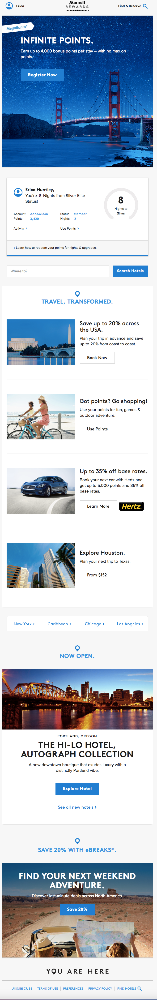 Erica
Marriott
REWARDS.
Find & Reserve
MegaBonus®
INFINITE POINTS.
Earn up to 4,000 bonus points per stay – with no max on
points.
Register Now
Erica Huntley,
You're 8 Nights from Silver Elite
Status!
8
Nights to
Silver
Account XXXXX1636 Status Member
Points 3,420 Nights 2
Activity › Use Points ›
▪ Learn how to redeem your points for nights & upgrades.
Where to?
Search Hotels
TRAVEL, TRANSFORMED.
Save up to 20% across
the USA.
Plan your trip in advance and save
up to 20% from coast to coast.
Book Now
Got points? Go shopping!
Use your points for fun, games &
outdoor adventure.
Use Points
Up to 35% off base rates.
Book your next car with Hertz and
get up to 5,000 points and 35% off
base rates.
Learn More
Hertz.
Explore Houston.
Plan your next trip to Texas.
From $152
New York › Caribbean › Chicago › Los Angeles ›
NOW OPEN.
PORTLAND, OREGON
THE HI-LO HOTEL,
AUTOGRAPH COLLECTION
A new downtown boutique that exudes luxury with a
distinctly Portland vibe.
Explore Hotel
See all new hotels ›
SAVE 20% WITH eBREAKS®.
FIND YOUR NEXT WEEKEND
ADVENTURE.
Discover last-minute deals across North America.
Save 20%
YOU ARE HERE
UNSUBSCRIBE | TERMS OF USE | PREFERENCES | PRIVACY POLICY | FIND HOTELS